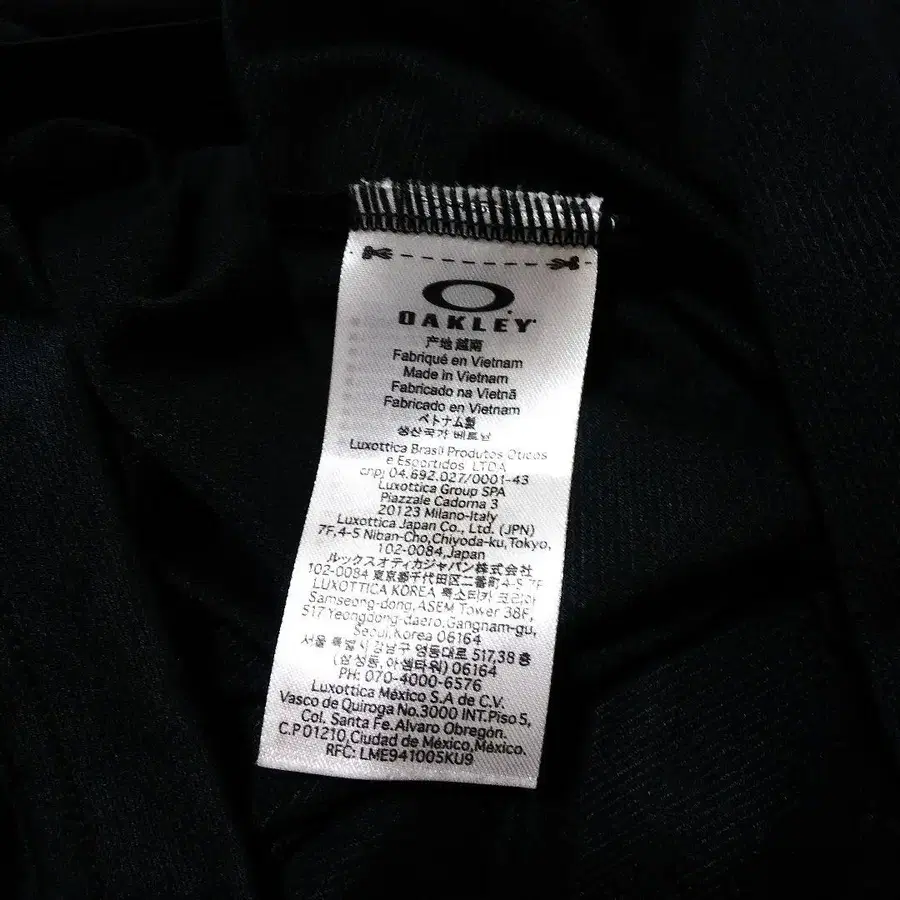 OAKLEY
产地 越南
Fabriqué en Vietnam
Made in Vietnam
Fabricado na Vietnã
Fabricado en Vietnam
ベトナム製
생산국가 베트남
Luxottica Brasil Produtos Oticos
e Esportidos LTDA
cnpj 04.692.027/0001-43
Luxottica Group SPA
Piazzale Cadorna 3
20123 Milano-Italy
Luxottica Japan Co., Ltd. (JPN)
7F,4-5 Niban-Cho,Chiyoda-ku,Tokyo,
102-0084,Japan
ルックスオティカジャパン株式会社
102-0084 東京都千代田区二番町4-5 7F
LUXOTTICA KOREA 룩소티카 코리아
Samseong-dong,ASEM Tower 38F,
517 Yeongdong-daero,Gangnam-gu,
Seoul,Korea 06164
서울 특별시 강남구 영동대로 517,38 층
(삼성동,아셈타워) 06164
PH: 070-4000-6576
Luxottica México S.A de C.V.
Vasco de Quiroga No.3000 INT.Piso 5,
Col. Santa Fe.Alvaro Obregón.
C.P 01210,Ciudad de México,México.
RFC: LME941005KU9